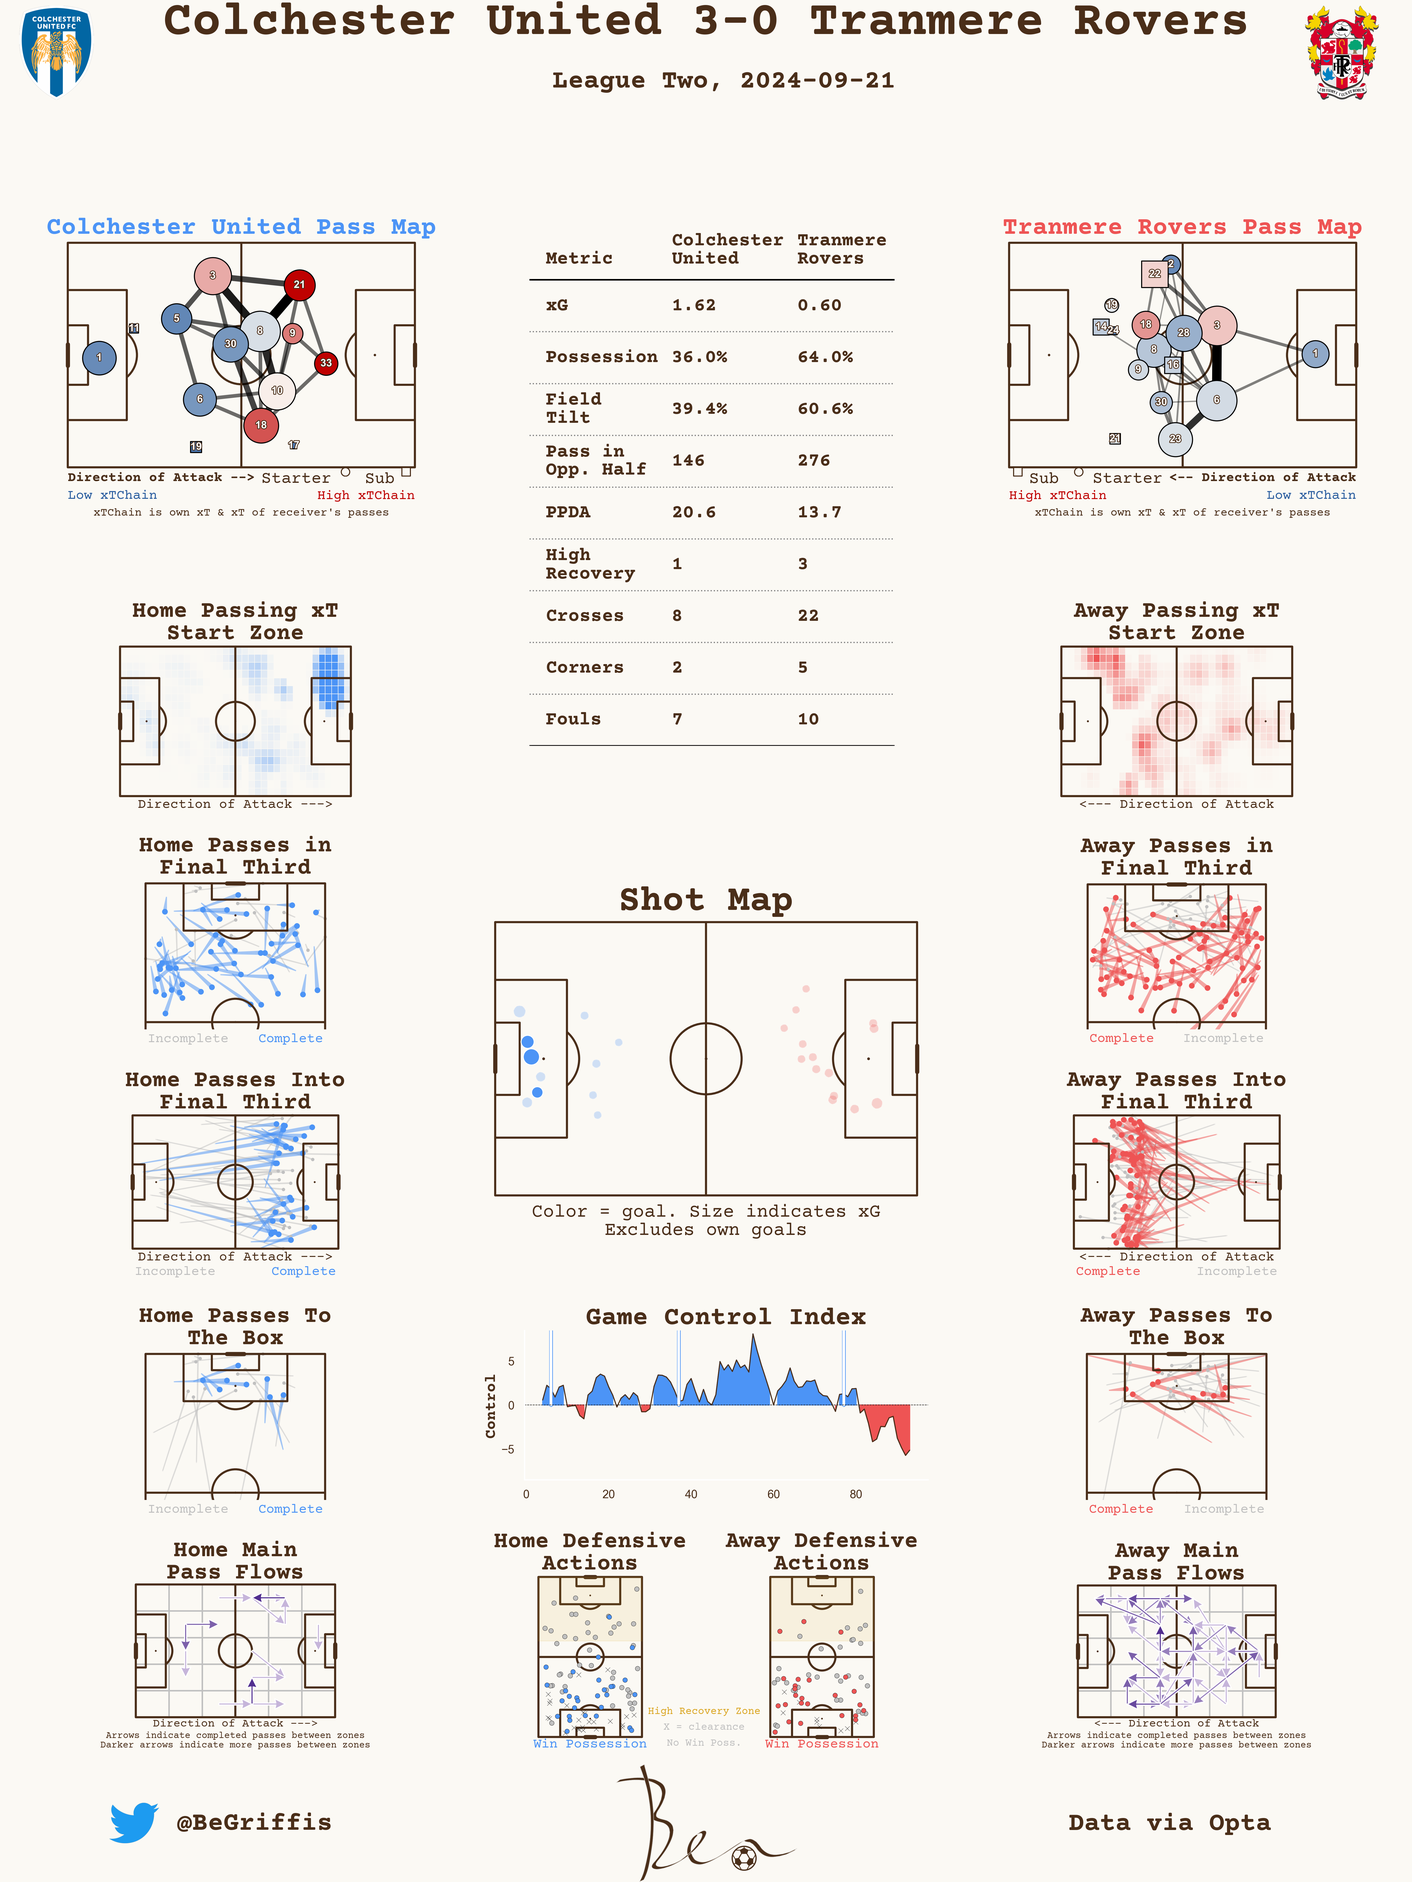 Colchester United 3-0 Tranmere Rovers
League Two, 2024-09-21
COLCHESTER
UNITED FC
Colchester United Pass Map
3
21
5
8
9
30
11
1
33
10
6
18
19
17
Direction of Attack --> Starter Sub
Low xTChain High xTChain
xTChain is own xT & xT of receiver's passes
Metric Colchester United Tranmere Rovers
xG 1.62 0.60
Possession 36.0% 64.0%
Field Tilt 39.4% 60.6%
Pass in Opp. Half 146 276
PPDA 20.6 13.7
High Recovery 1 3
Crosses 8 22
Corners 2 5
Fouls 7 10
Tranmere Rovers Pass Map
2
22
19
18
3
14
24
28
8
1
16
9
6
30
21
23
Sub Starter <-- Direction of Attack
High xTChain Low xTChain
xTChain is own xT & xT of receiver's passes
Home Passing xT
Start Zone
Direction of Attack --->
Away Passing xT
Start Zone
<--- Direction of Attack
Home Passes in
Final Third
Incomplete Complete
Away Passes in
Final Third
Complete Incomplete
Shot Map
Color = goal. Size indicates xG
Excludes own goals
Home Passes Into
Final Third
Direction of Attack --->
Incomplete Complete
Away Passes Into
Final Third
<--- Direction of Attack
Complete Incomplete
Home Passes To
The Box
Incomplete Complete
Game Control Index
Control
5
0
−5
0 20 40 60 80
Away Passes To
The Box
Complete Incomplete
Home Main
Pass Flows
Direction of Attack --->
Arrows indicate completed passes between zones
Darker arrows indicate more passes between zones
Home Defensive
Actions
Win Possession
High Recovery Zone
X = clearance
No Win Poss.
Away Defensive
Actions
Win Possession
Away Main
Pass Flows
<--- Direction of Attack
Arrows indicate completed passes between zones
Darker arrows indicate more passes between zones
@BeGriffis
Ben
Data via Opta